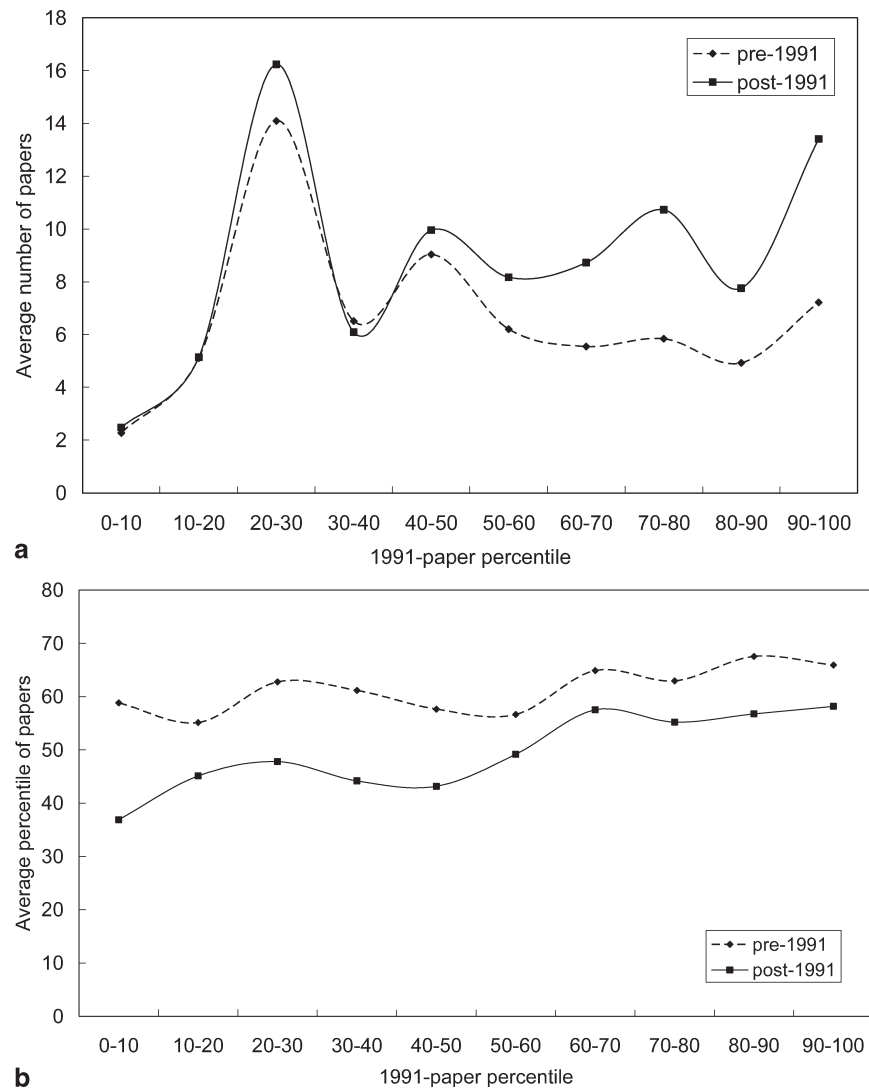 18
16
14
12
10
8
6
4
2
0
Average number of papers
pre-1991
post-1991
0-10 10-20 20-30 30-40 40-50 50-60 60-70 70-80 80-90 90-100
1991-paper percentile
a
80
70
60
50
40
30
20
10
0
Average percentile of papers
pre-1991
post-1991
0-10 10-20 20-30 30-40 40-50 50-60 60-70 70-80 80-90 90-100
1991-paper percentile
b